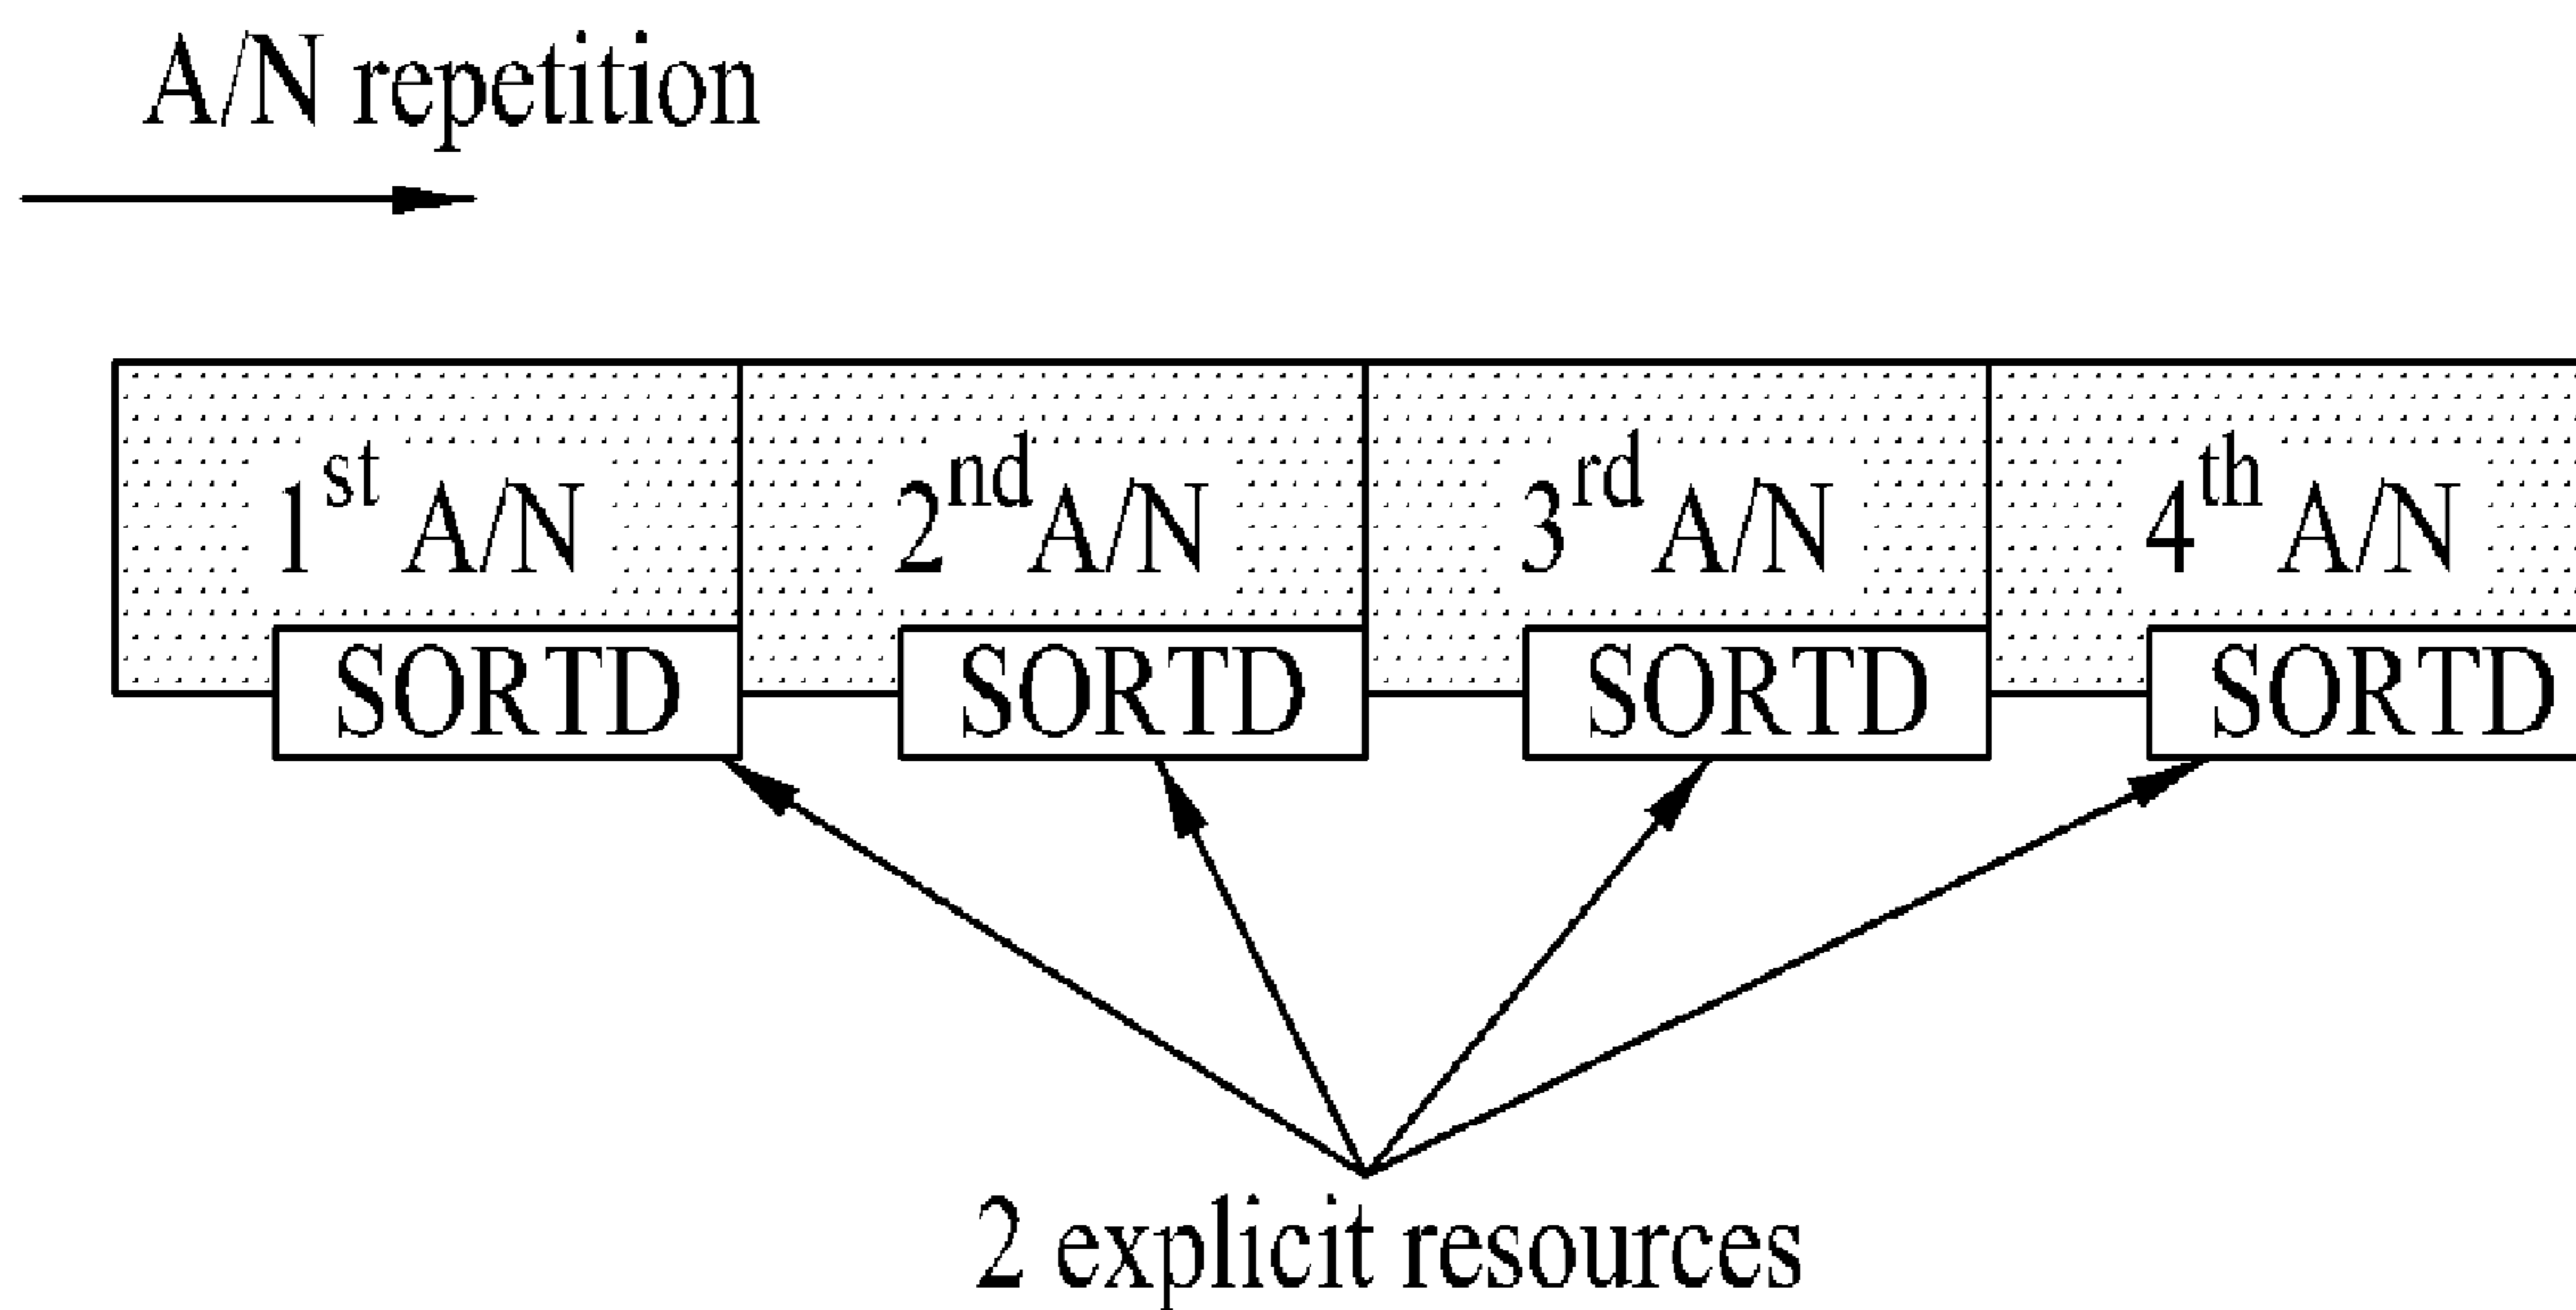 A/N repetition
1st A/N 2nd A/N 3rd A/N 4th A/N
SORTD SORTD SORTD SORTD
2 explicit resources